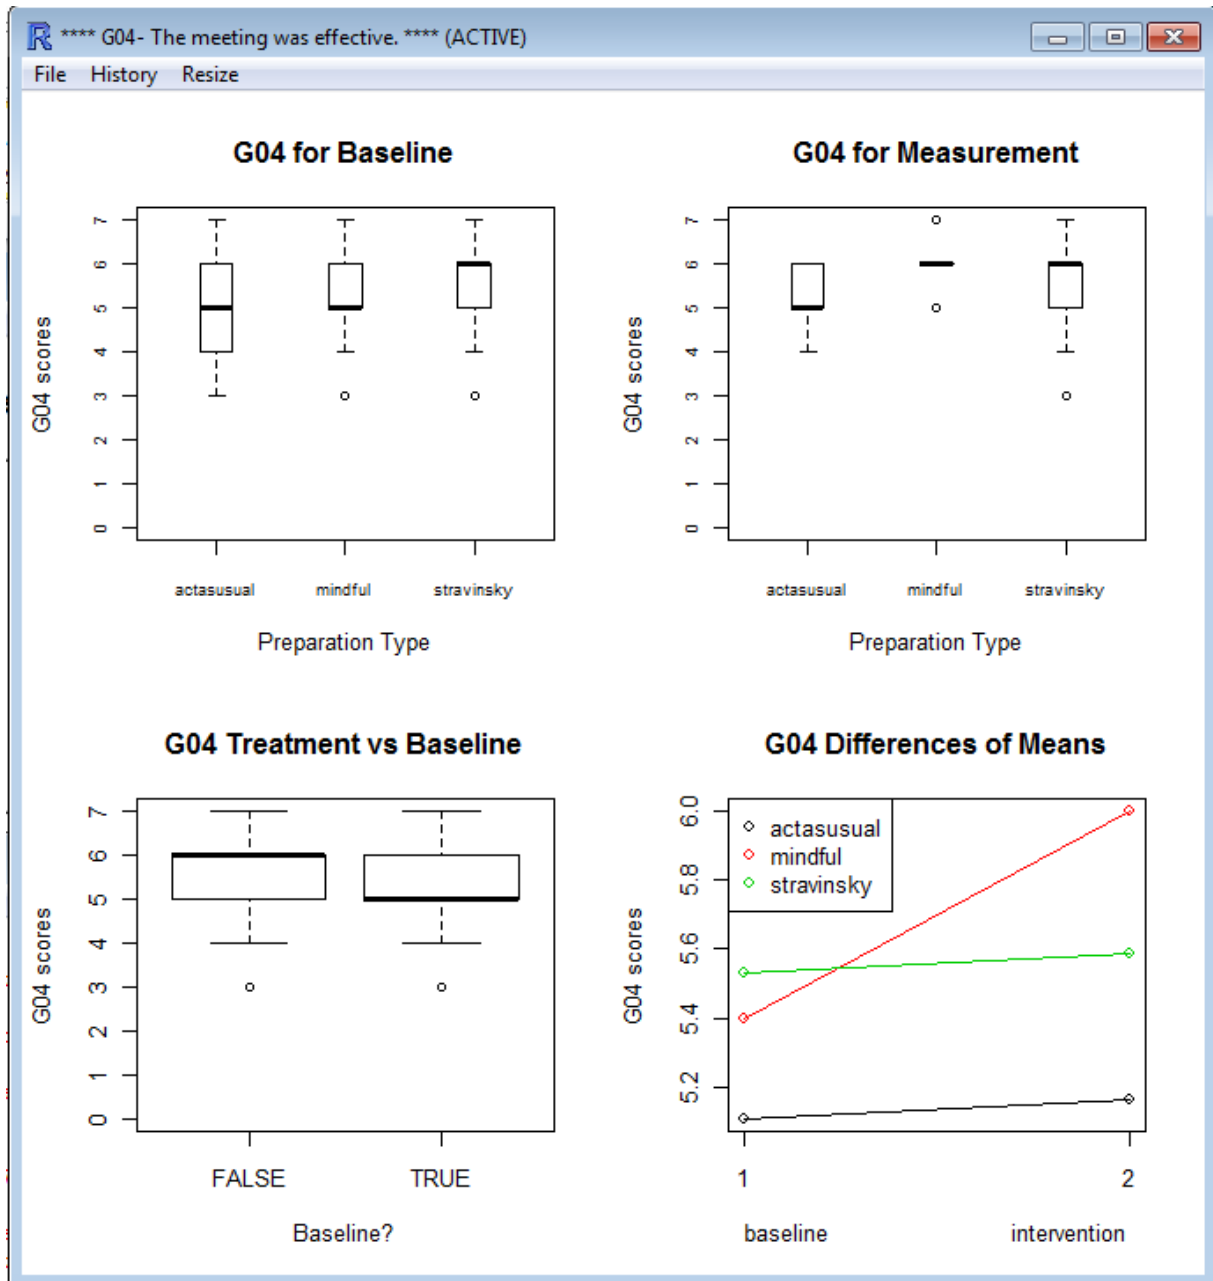 **** G04- The meeting was effective. **** (ACTIVE)
File History Resize
G04 for Baseline
G04 scores
7
6
5
4
3
2
1
0
actasusual mindful stravinsky
Preparation Type
G04 for Measurement
G04 scores
7
6
5
4
3
2
1
0
actasusual mindful stravinsky
Preparation Type
G04 Treatment vs Baseline
G04 scores
7
6
5
4
3
2
1
0
FALSE TRUE
Baseline?
G04 Differences of Means
G04 scores
6.0
5.8
5.6
5.4
5.2
actasusual
mindful
stravinsky
1 2
baseline intervention